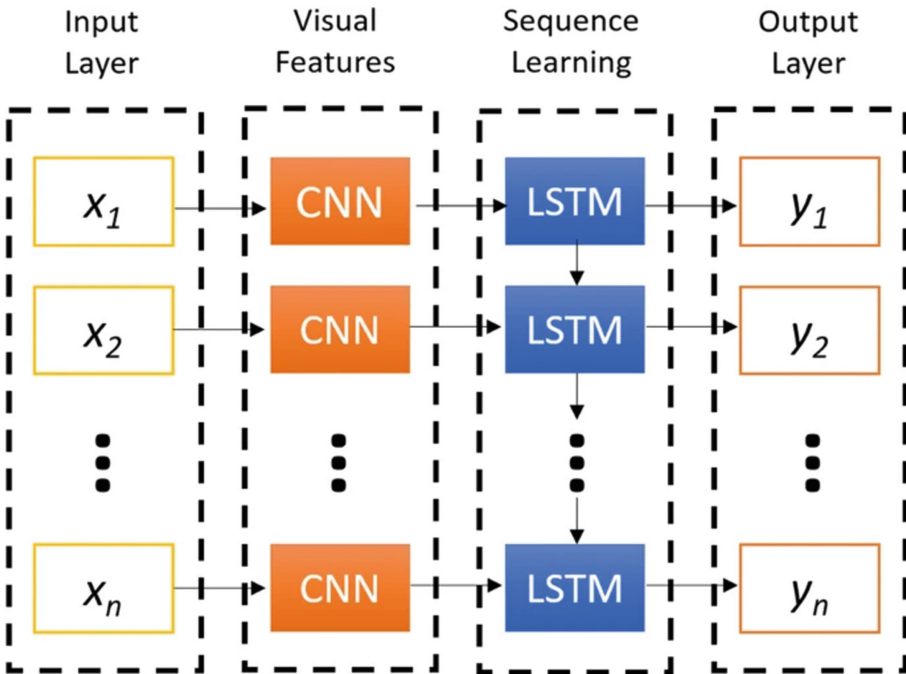 Input
Layer
Visual
Features
Sequence
Learning
Output
Layer
x1
CNN
LSTM
y1
x2
CNN
LSTM
y2
xn
CNN
LSTM
yn